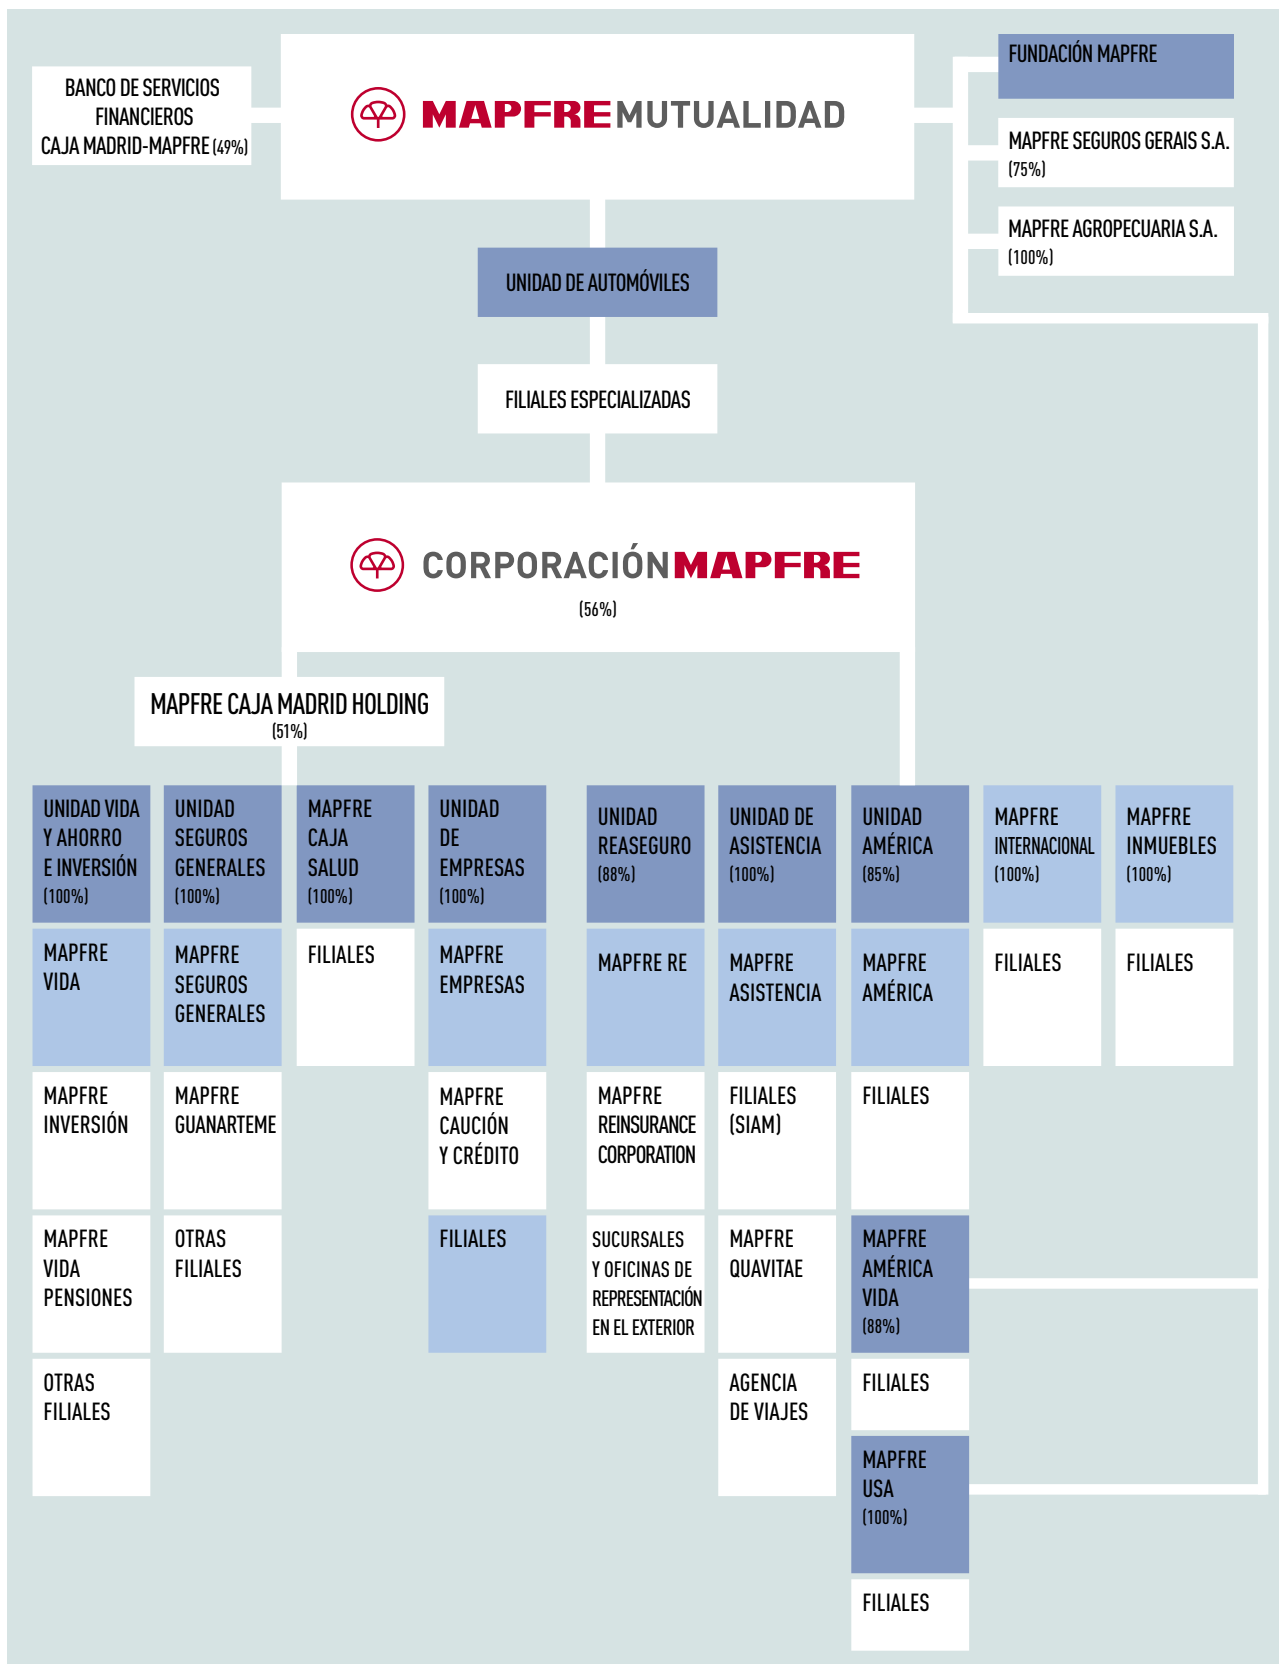 BANCO DE SERVICIOS
FINANCIEROS
CAJA MADRID-MAPFRE (49%)
MAPFRE MUTUALIDAD
FUNDACIÓN MAPFRE
MAPFRE SEGUROS GERAIS S.A.
(75%)
MAPFRE AGROPECUARIA S.A.
(100%)
UNIDAD DE AUTOMÓVILES
FILIALES ESPECIALIZADAS
CORPORACIÓN MAPFRE
(56%)
MAPFRE CAJA MADRID HOLDING
(51%)
UNIDAD VIDA
Y AHORRO
E INVERSIÓN
(100%)
MAPFRE
VIDA
MAPFRE
INVERSIÓN
MAPFRE
VIDA
PENSIONES
OTRAS
FILIALES
UNIDAD
SEGUROS
GENERALES
(100%)
MAPFRE
SEGUROS
GENERALES
MAPFRE
GUANARTEME
OTRAS
FILIALES
MAPFRE
CAJA
SALUD
(100%)
FILIALES
UNIDAD
DE
EMPRESAS
(100%)
MAPFRE
EMPRESAS
MAPFRE
CAUCIÓN
Y CRÉDITO
FILIALES
UNIDAD
REASEGURO
(88%)
MAPFRE RE
MAPFRE
REINSURANCE
CORPORATION
SUCURSALES
Y OFICINAS DE
REPRESENTACIÓN
EN EL EXTERIOR
UNIDAD DE
ASISTENCIA
(100%)
MAPFRE
ASISTENCIA
FILIALES
(SIAM)
MAPFRE
QUAVITAE
AGENCIA
DE VIAJES
UNIDAD
AMÉRICA
(85%)
MAPFRE
AMÉRICA
FILIALES
MAPFRE
AMÉRICA
VIDA
(88%)
FILIALES
MAPFRE
USA
(100%)
FILIALES
MAPFRE
INTERNACIONAL
(100%)
FILIALES
MAPFRE
INMUEBLES
(100%)
FILIALES